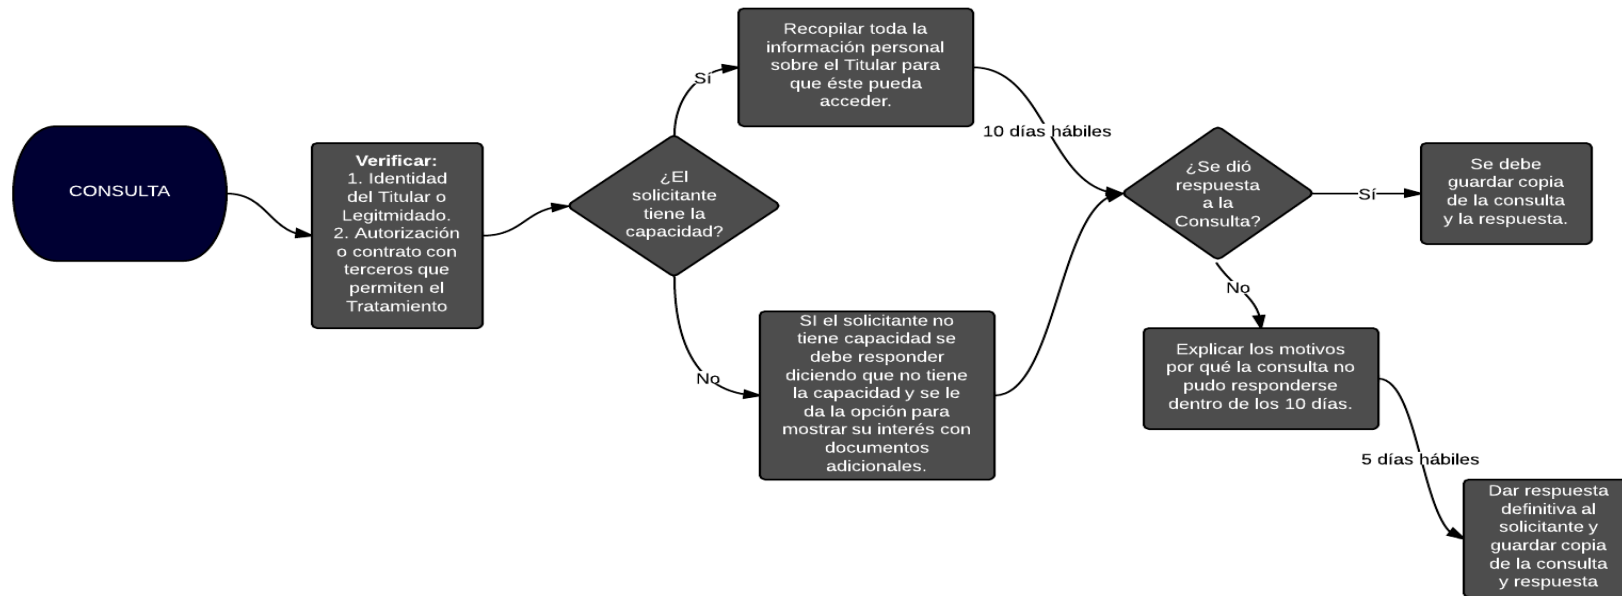 CONSULTA
Verificar:
1. Identidad
del Titular o
Legitmidado.
2. Autorización
o contrato con
terceros que
permiten el
Tratamiento
¿El
solicitante
tiene la
capacidad?
Sí
Recopilar toda la
información personal
sobre el Titular para
que éste pueda
acceder.
No
SI el solicitante no
tiene capacidad se
debe responder
diciendo que no tiene
la capacidad y se le
da la opción para
mostrar su interés con
documentos
adicionales.
10 días hábiles
¿Se dió
respuesta
a la
Consulta?
Sí
Se debe
guardar copia
de la consulta
y la respuesta.
No
Explicar los motivos
por qué la consulta no
pudo responderse
dentro de los 10 días.
5 días hábiles
Dar respuesta
definitiva al
solicitante y
guardar copia
de la consulta
y respuesta